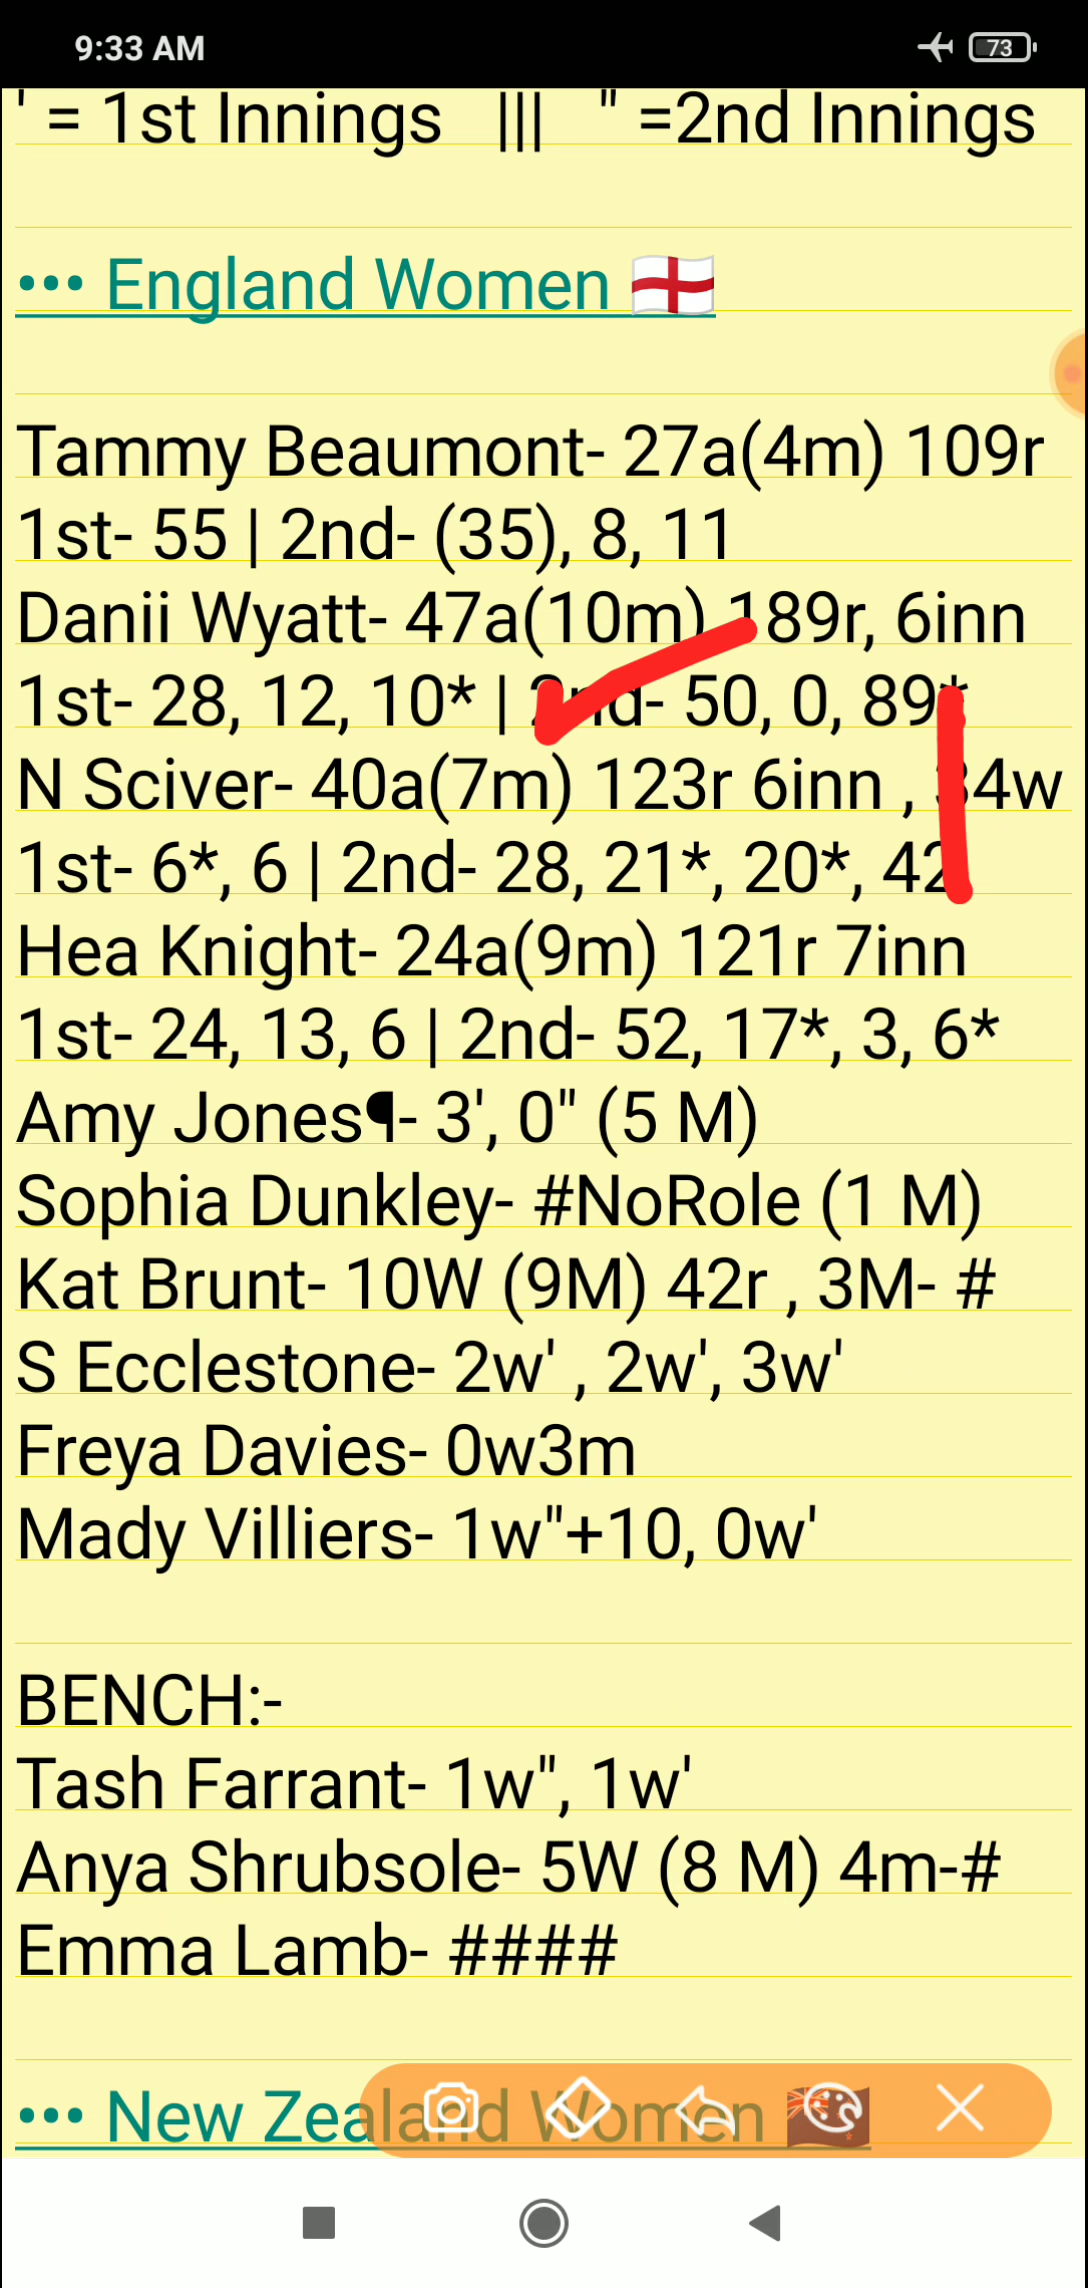 9:33 AM 73
' = 1st Innings ||| " =2nd Innings
••• England Women 🏴󠁧󠁢󠁥󠁮󠁧󠁿
Tammy Beaumont- 27a(4m) 109r
1st- 55 | 2nd- (35), 8, 11
Danii Wyatt- 47a(10m) 189r, 6inn
1st- 28, 12, 10* | 2nd- 50, 0, 89*
N Sciver- 40a(7m) 123r 6inn , 34w
1st- 6*, 6 | 2nd- 28, 21*, 20*, 42
Hea Knight- 24a(9m) 121r 7inn
1st- 24, 13, 6 | 2nd- 52, 17*, 3, 6*
Amy Jones¶- 3', 0" (5 M)
Sophia Dunkley- #NoRole (1 M)
Kat Brunt- 10W (9M) 42r , 3M- #
S Ecclestone- 2w' , 2w', 3w'
Freya Davies- 0w3m
Mady Villiers- 1w"+10, 0w'
BENCH:-
Tash Farrant- 1w", 1w'
Anya Shrubsole- 5W (8 M) 4m-#
Emma Lamb- ####
••• New Zealand Women 🇳🇿